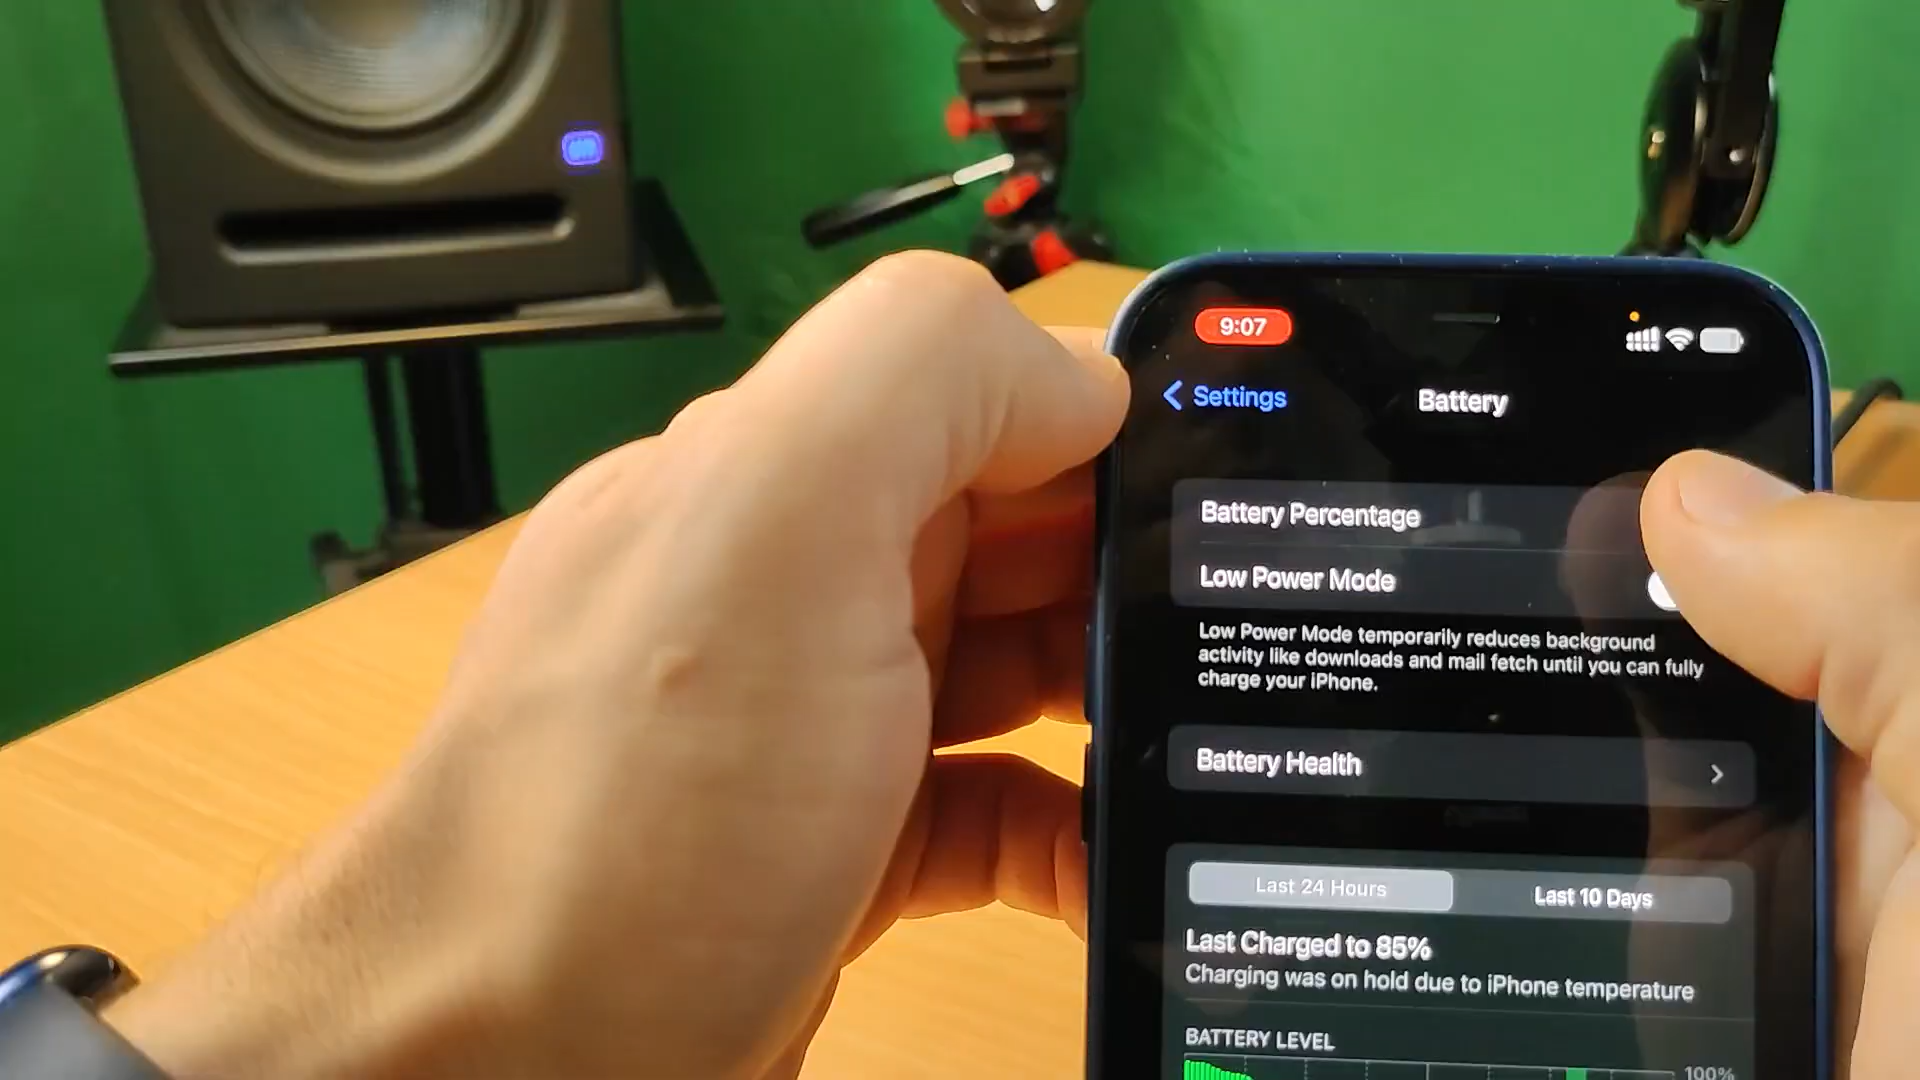 9:07
Settings
Battery
Battery Percentage
Low Power Mode
Low Power Mode temporarily reduces background
activity like downloads and mail fetch until you can fully
charge your iPhone.
Battery Health
Last 24 Hours
Last 10 Days
Last Charged to 85%
Charging was on hold due to iPhone temperature
BATTERY LEVEL
100%